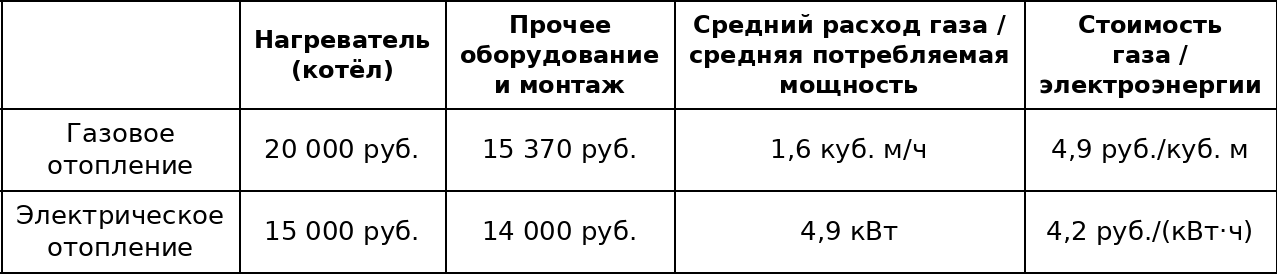 Нагреватель
(котёл)
Прочее
оборудование
и монтаж
Средний расход газа /
средняя потребляемая
мощность
Стоимость
газа /
электроэнергии
Газовое
отопление
20 000 руб.
15 370 руб.
1,6 куб. м/ч
4,9 руб./куб. м
Электрическое
отопление
15 000 руб.
14 000 руб.
4,9 кВт
4,2 руб./(кВт·ч)